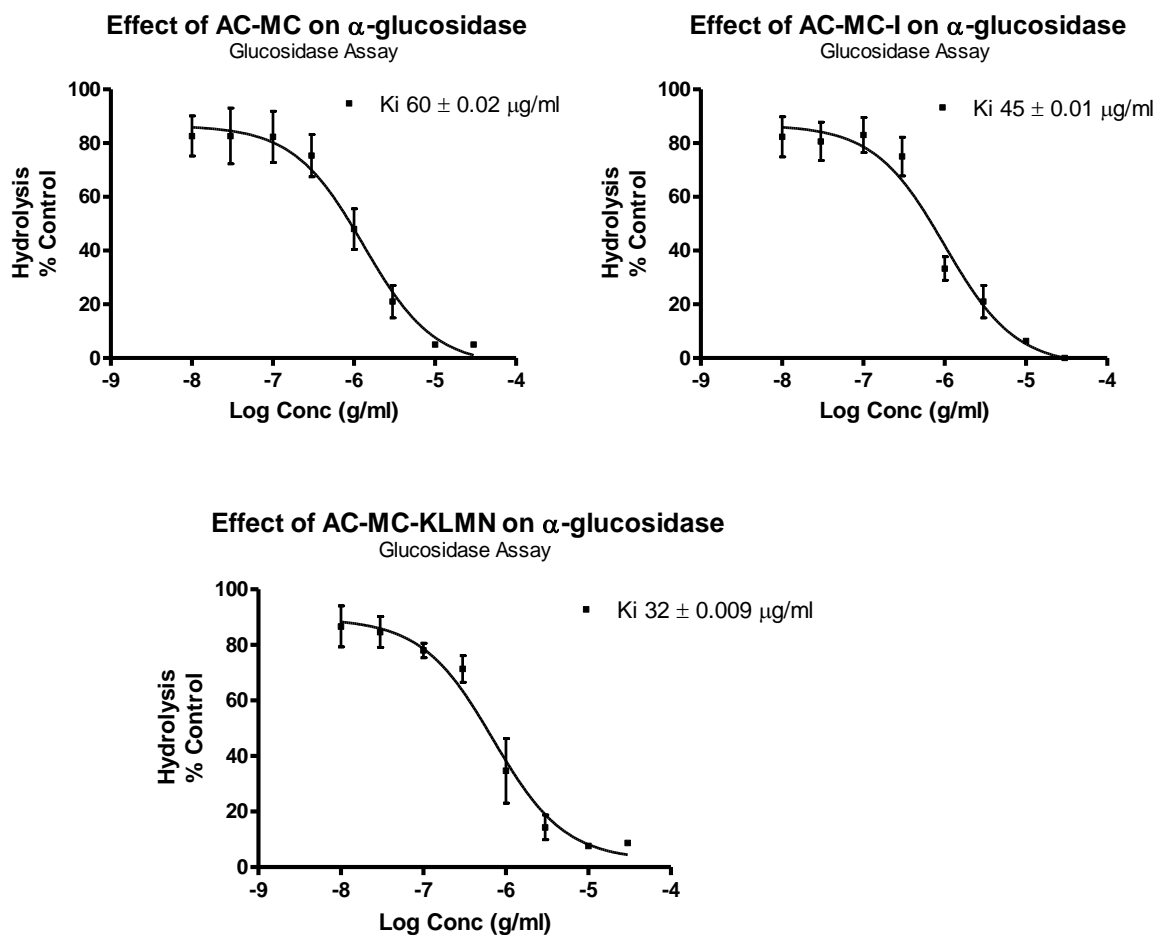 Effect of AC-MC on α-glucosidase
Glucosidase Assay
Ki 60 ± 0.02 μg/ml
100
80
60
40
20
0
Hydrolysis
% Control
-9
-8
-7
-6
-5
-4
Log Conc (g/ml)
Effect of AC-MC-I on α-glucosidase
Glucosidase Assay
Ki 45 ± 0.01 μg/ml
100
80
60
40
20
0
Hydrolysis
% Control
-9
-8
-7
-6
-5
-4
Log Conc (g/ml)
Effect of AC-MC-KLMN on α-glucosidase
Glucosidase Assay
Ki 32 ± 0.009 μg/ml
100
80
60
40
20
0
Hydrolysis
% Control
-9
-8
-7
-6
-5
-4
Log Conc (g/ml)